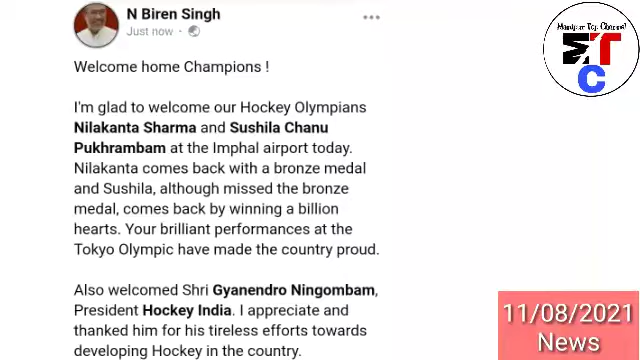 N Biren Singh
Just now ·
Welcome home Champions !
I'm glad to welcome our Hockey Olympians
Nilakanta Sharma and Sushila Chanu
Pukhrambam at the Imphal airport today.
Nilakanta comes back with a bronze medal
and Sushila, although missed the bronze
medal, comes back by winning a billion
hearts. Your brilliant performances at the
Tokyo Olympic have made the country proud.
Also welcomed Shri Gyanendro Ningombam,
President Hockey India. I appreciate and
thanked him for his tireless efforts towards
developing Hockey in the country.
Manipur Top Channel
TC
11/08/2021
News